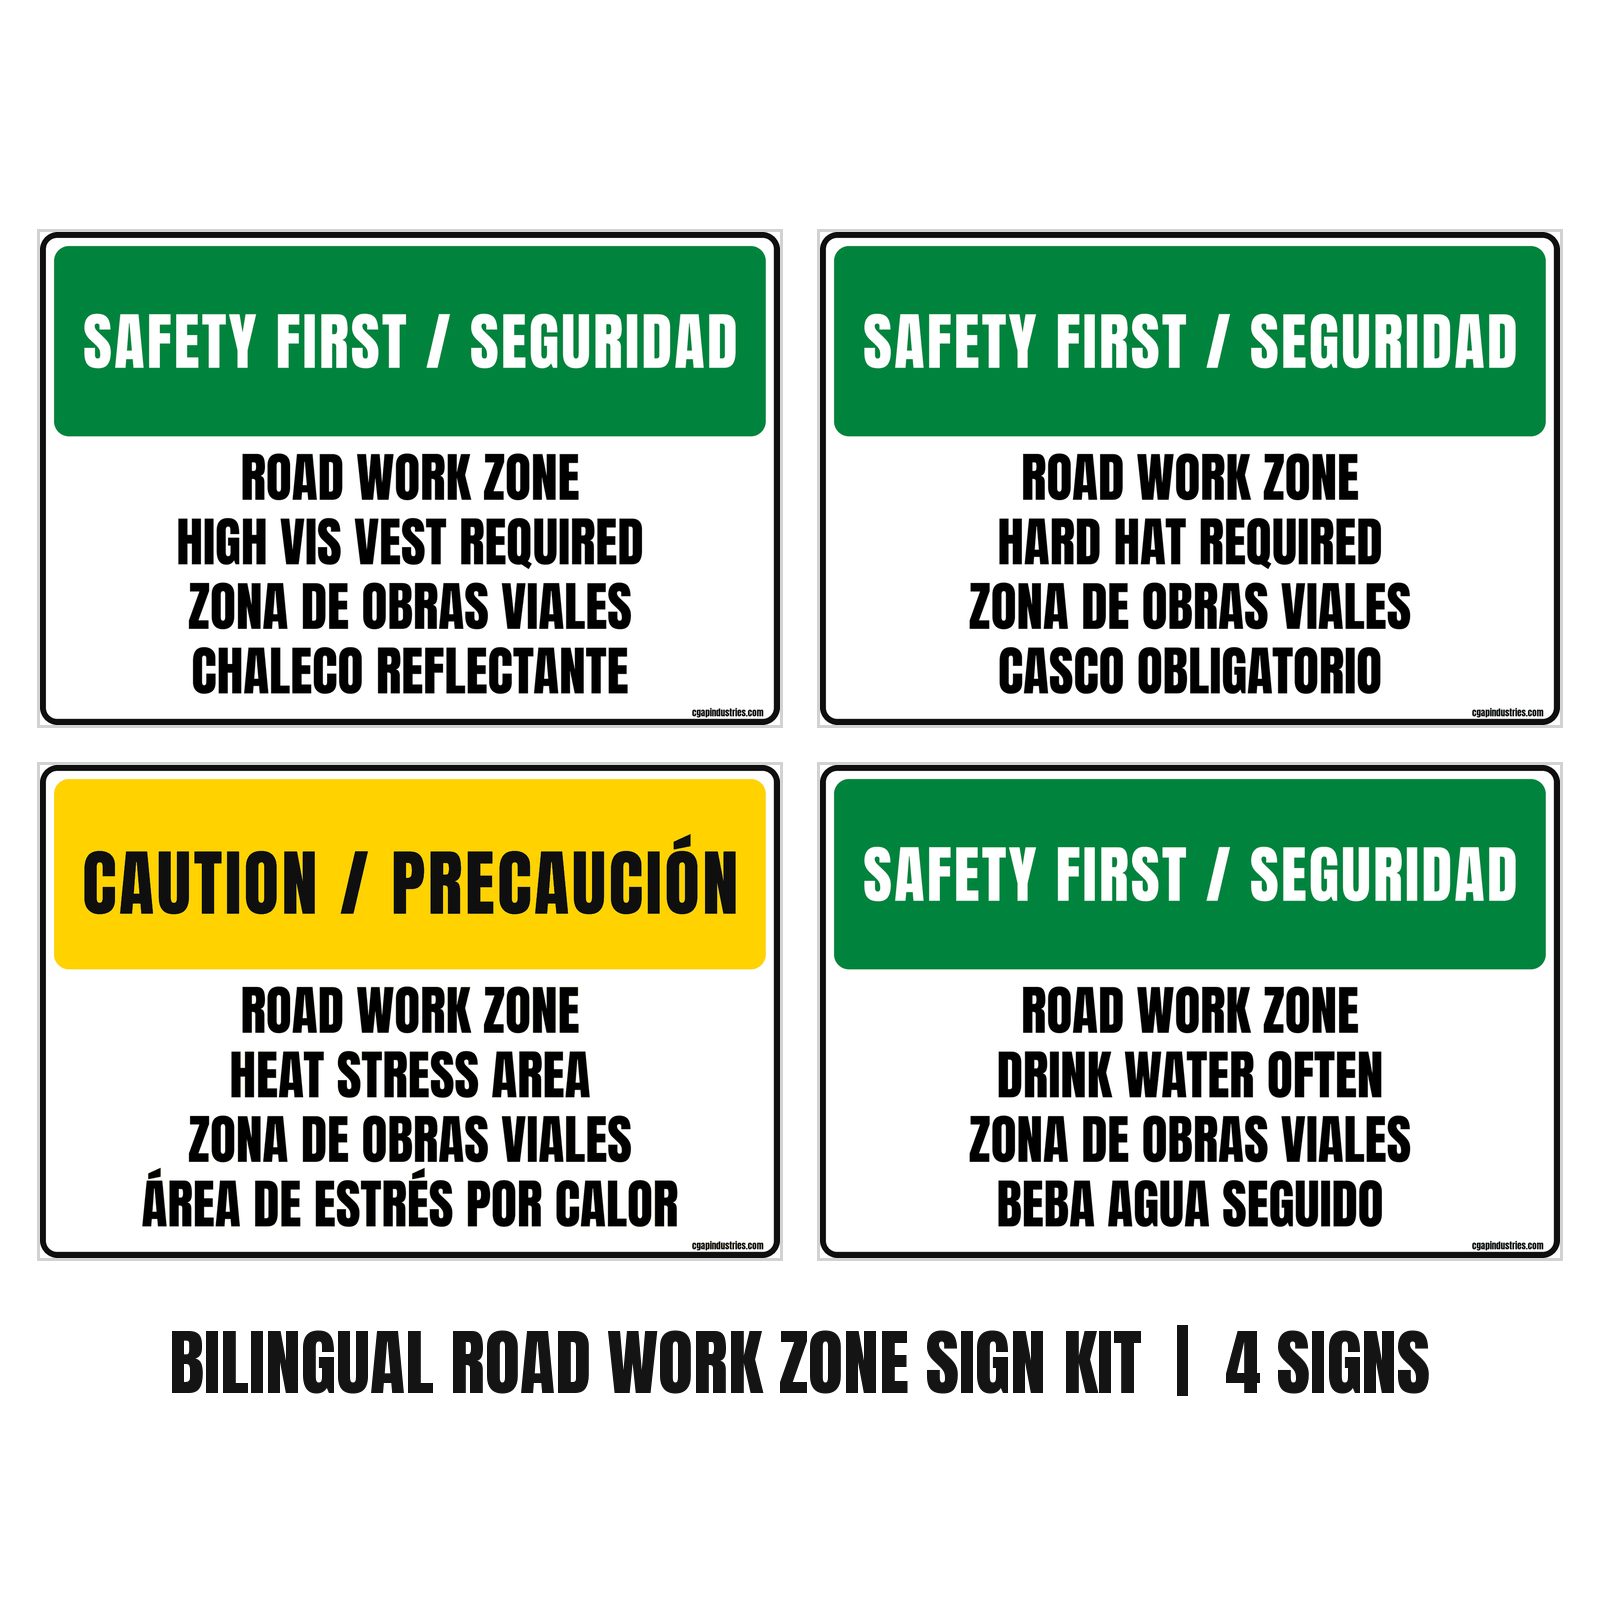 SAFETY FIRST / SEGURIDAD
ROAD WORK ZONE
HIGH VIS VEST REQUIRED
ZONA DE OBRAS VIALES
CHALECO REFLECTANTE
cgapindustries.com
SAFETY FIRST / SEGURIDAD
ROAD WORK ZONE
HARD HAT REQUIRED
ZONA DE OBRAS VIALES
CASCO OBLIGATORIO
cgapindustries.com
CAUTION / PRECAUCIÓN
ROAD WORK ZONE
HEAT STRESS AREA
ZONA DE OBRAS VIALES
ÁREA DE ESTRÉS POR CALOR
cgapindustries.com
SAFETY FIRST / SEGURIDAD
ROAD WORK ZONE
DRINK WATER OFTEN
ZONA DE OBRAS VIALES
BEBA AGUA SEGUIDO
cgapindustries.com
BILINGUAL ROAD WORK ZONE SIGN KIT | 4 SIGNS